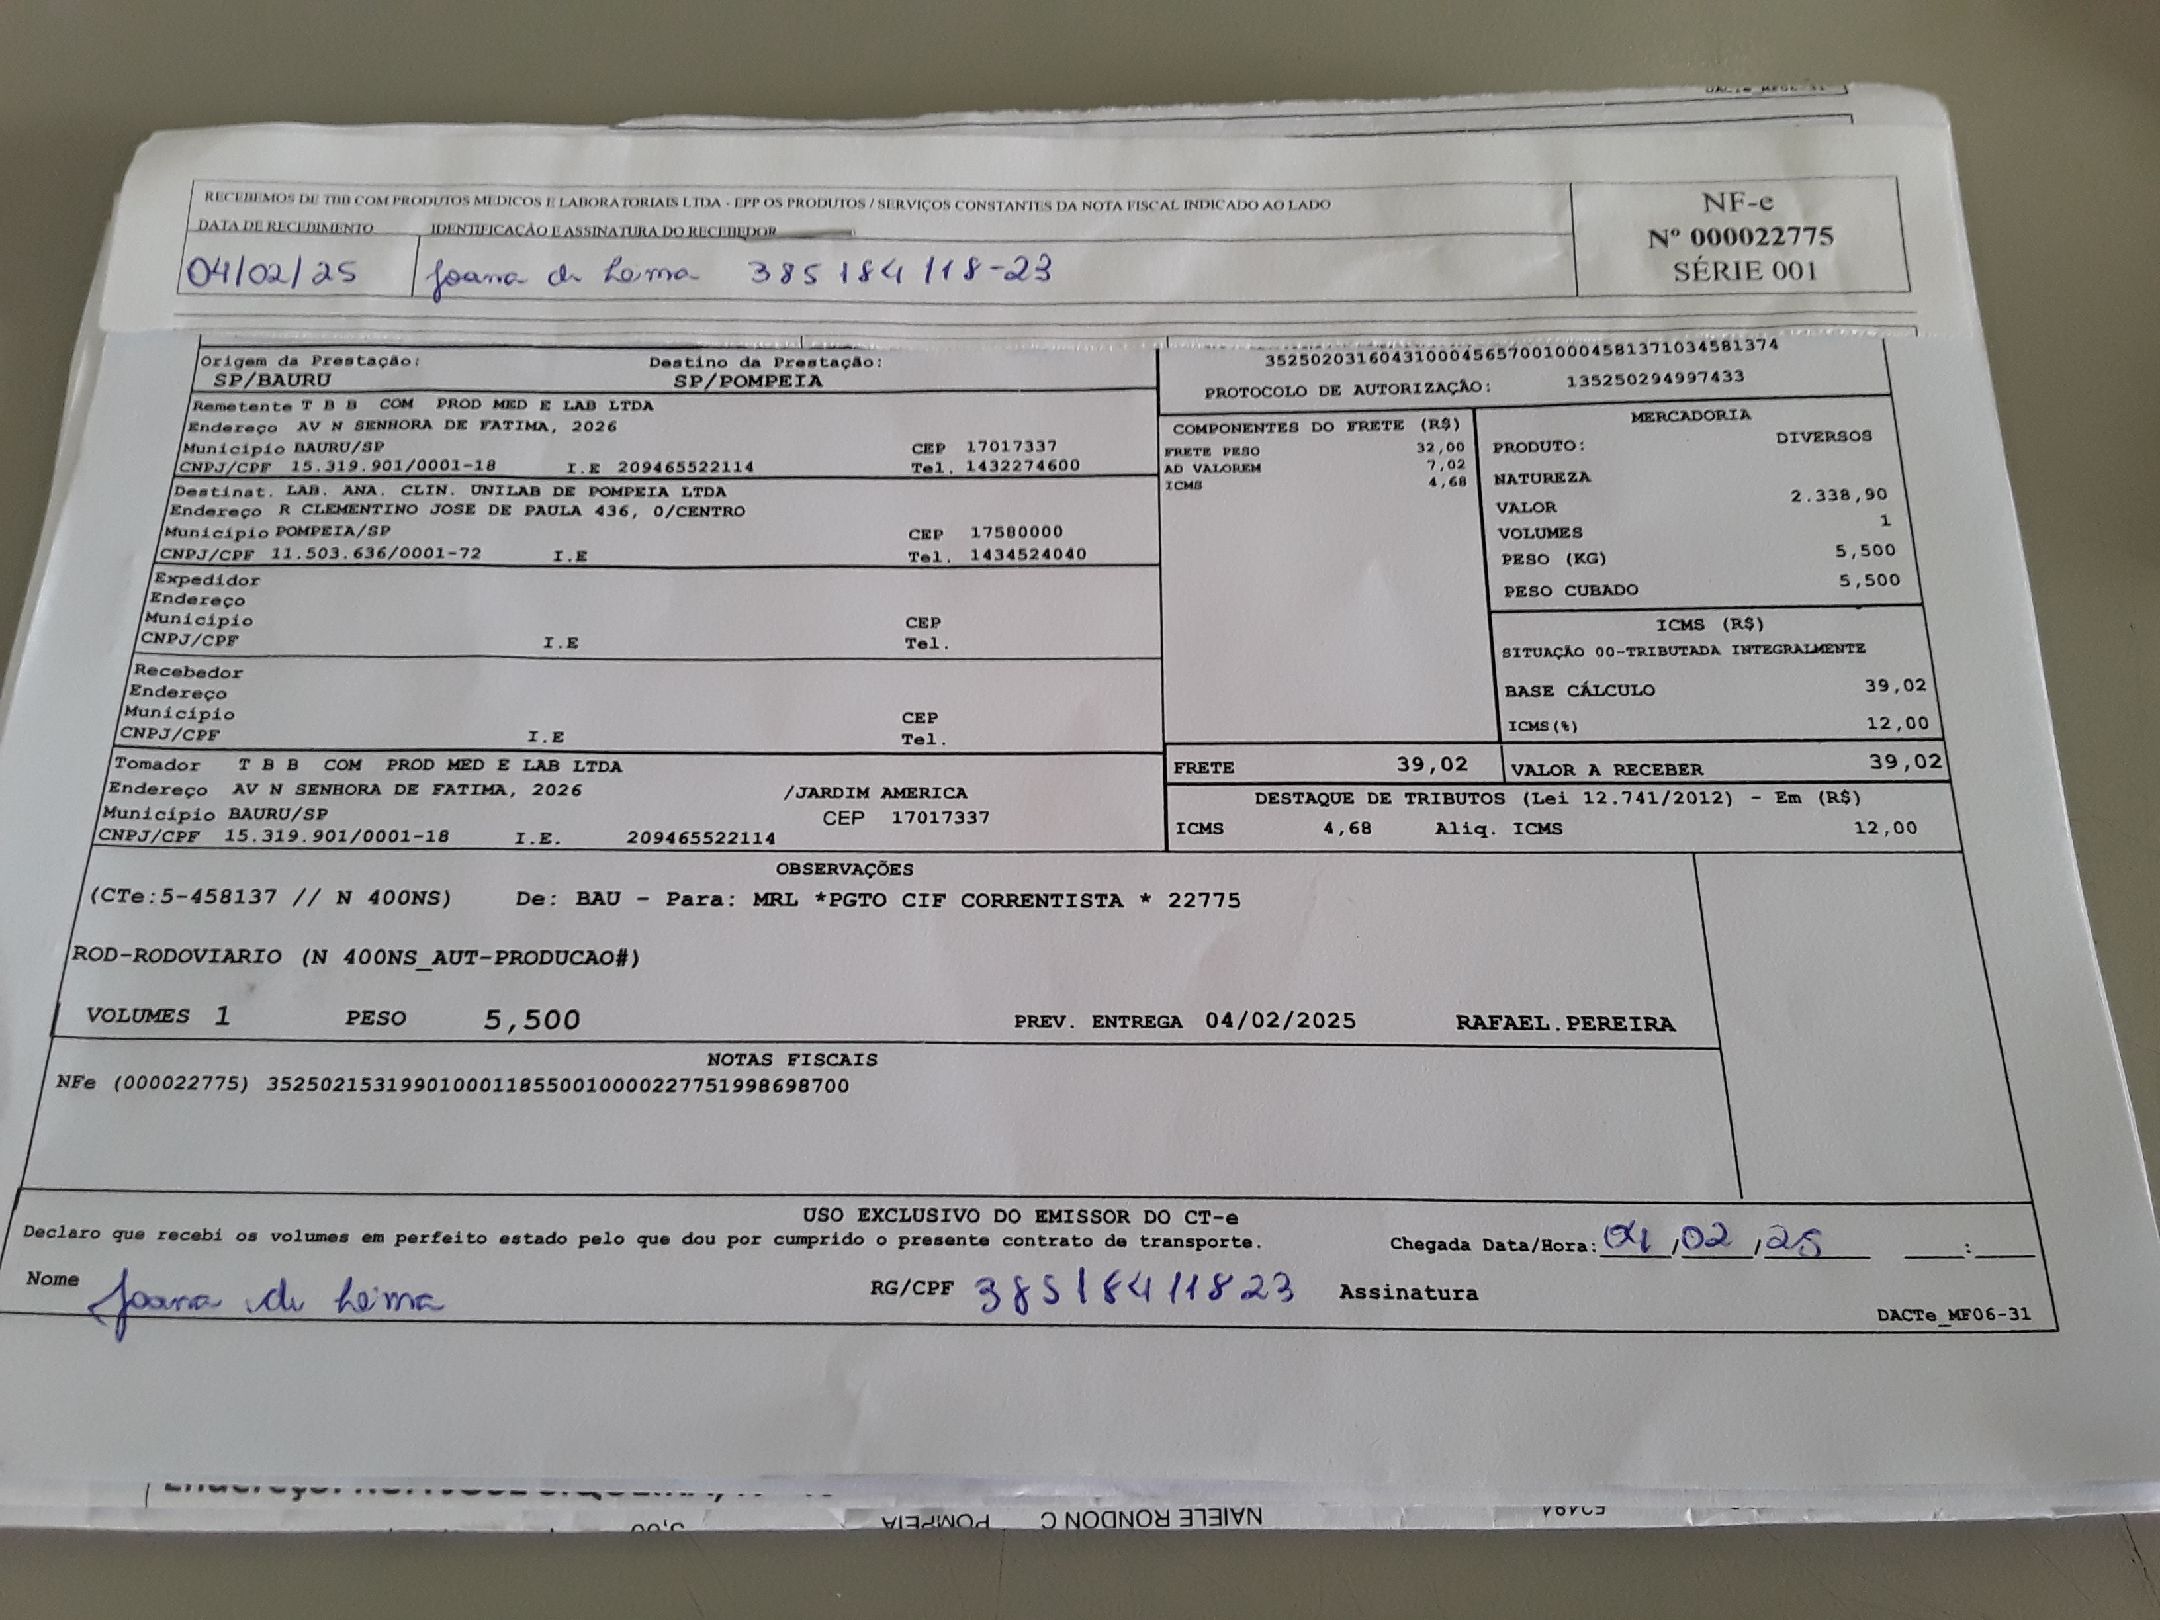 DACTe_MF06-31
RECEBEMOS DE TBB COM PRODUTOS MEDICOS E LABORATORIAIS LTDA - EPP OS PRODUTOS / SERVIÇOS CONSTANTES DA NOTA FISCAL INDICADO AO LADO
NF-e
Nº 000022775
SÉRIE 001
DATA DE RECEBIMENTO
IDENTIFICAÇÃO E ASSINATURA DO RECEBEDOR
04/02/25
Joana de Lima 385 184 118-23
Origem da Prestação: Destino da Prestação:
SP/BAURU SP/POMPEIA
35250203160431000456570010004581371034581374
PROTOCOLO DE AUTORIZAÇÃO: 135250294997433
Remetente T B B COM PROD MED E LAB LTDA
Endereço AV N SENHORA DE FATIMA, 2026
Município BAURU/SP CEP 17017337
CNPJ/CPF 15.319.901/0001-18 I.E 209465522114 Tel. 1432274600
Destinat. LAB. ANA. CLIN. UNILAB DE POMPEIA LTDA
Endereço R CLEMENTINO JOSE DE PAULA 436, 0/CENTRO
Município POMPEIA/SP CEP 17580000
CNPJ/CPF 11.503.636/0001-72 I.E Tel. 1434524040
Expedidor
Endereço
Município CEP
CNPJ/CPF I.E Tel.
Recebedor
Endereço
Município CEP
CNPJ/CPF I.E Tel.
Tomador T B B COM PROD MED E LAB LTDA
Endereço AV N SENHORA DE FATIMA, 2026 /JARDIM AMERICA
Município BAURU/SP CEP 17017337
CNPJ/CPF 15.319.901/0001-18 I.E. 209465522114
COMPONENTES DO FRETE (R$)
FRETE PESO 32,00
AD VALOREM 7,02
ICMS 4,68
MERCADORIA
PRODUTO: DIVERSOS
NATUREZA
VALOR 2.338,90
VOLUMES 1
PESO (KG) 5,500
PESO CUBADO 5,500
ICMS (R$)
SITUAÇÃO 00-TRIBUTADA INTEGRALMENTE
BASE CÁLCULO 39,02
ICMS(%) 12,00
FRETE 39,02 VALOR A RECEBER 39,02
DESTAQUE DE TRIBUTOS (Lei 12.741/2012) - Em (R$)
ICMS 4,68 Aliq. ICMS 12,00
OBSERVAÇÕES
(CTe:5-458137 // N 400NS) De: BAU - Para: MRL *PGTO CIF CORRENTISTA * 22775
ROD-RODOVIARIO (N 400NS_AUT-PRODUCAO#)
VOLUMES 1 PESO 5,500 PREV. ENTREGA 04/02/2025 RAFAEL.PEREIRA
NOTAS FISCAIS
NFe (000022775) 35250215319901000118550010000227751998698700
USO EXCLUSIVO DO EMISSOR DO CT-e
Declaro que recebi os volumes em perfeito estado pelo que dou por cumprido o presente contrato de transporte. Chegada Data/Hora: 04,02,25 :
Nome Joana de Lima RG/CPF 38518411823 Assinatura
DACTe_MF06-31
POMPEIA NAIELE RONDON C